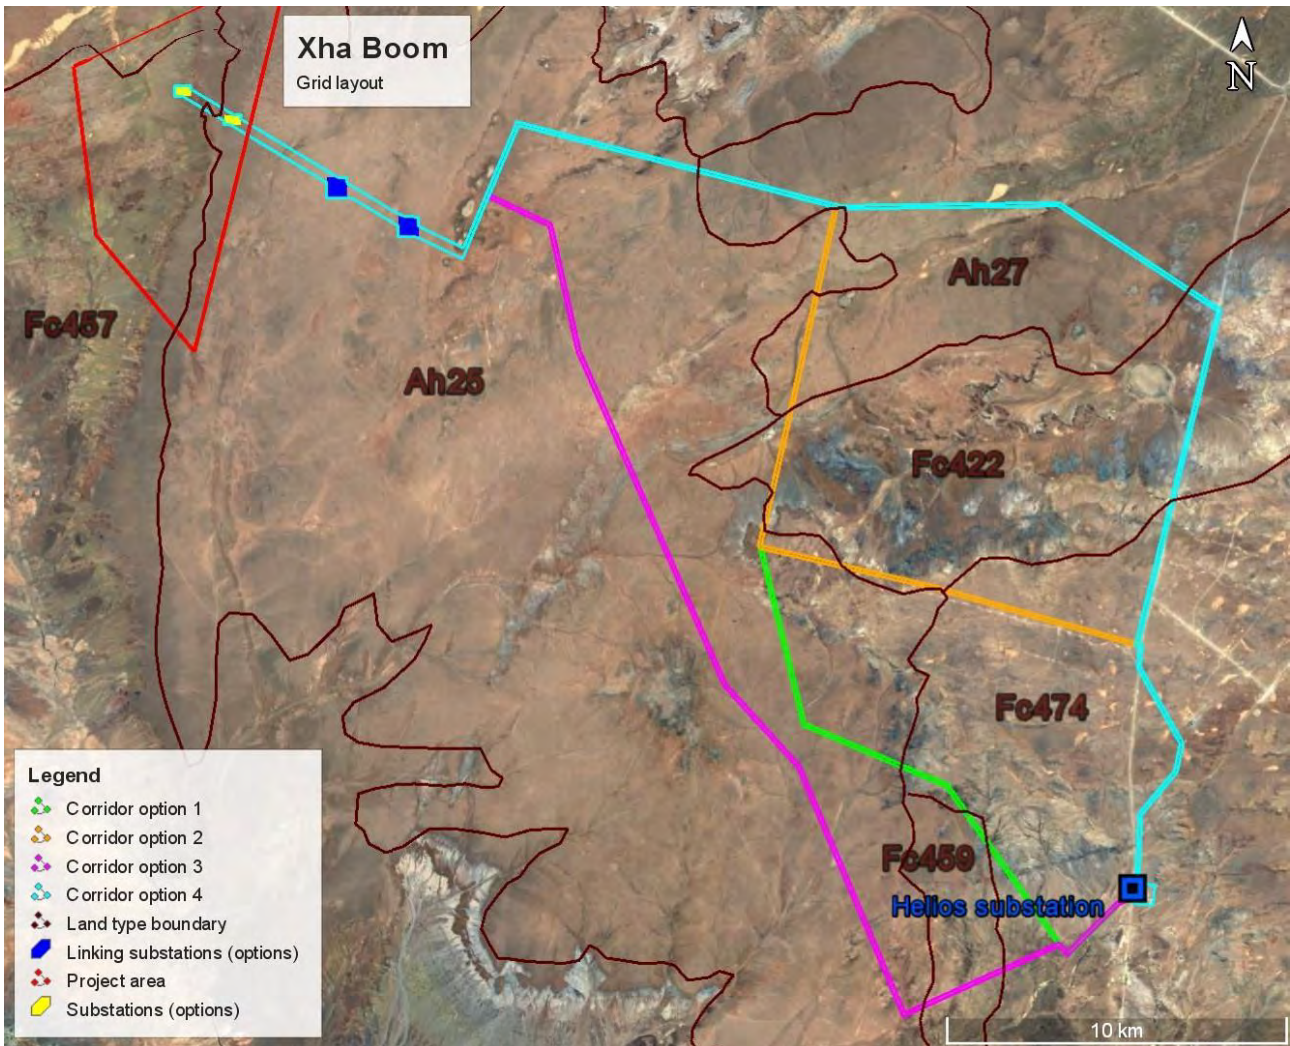 Xha Boom
Grid layout
N
Ah27
Fc457
Ah25
Fc422
Fc474
Fc459
Helios substation
Legend
Corridor option 1
Corridor option 2
Corridor option 3
Corridor option 4
Land type boundary
Linking substations (options)
Project area
Substations (options)
10 km